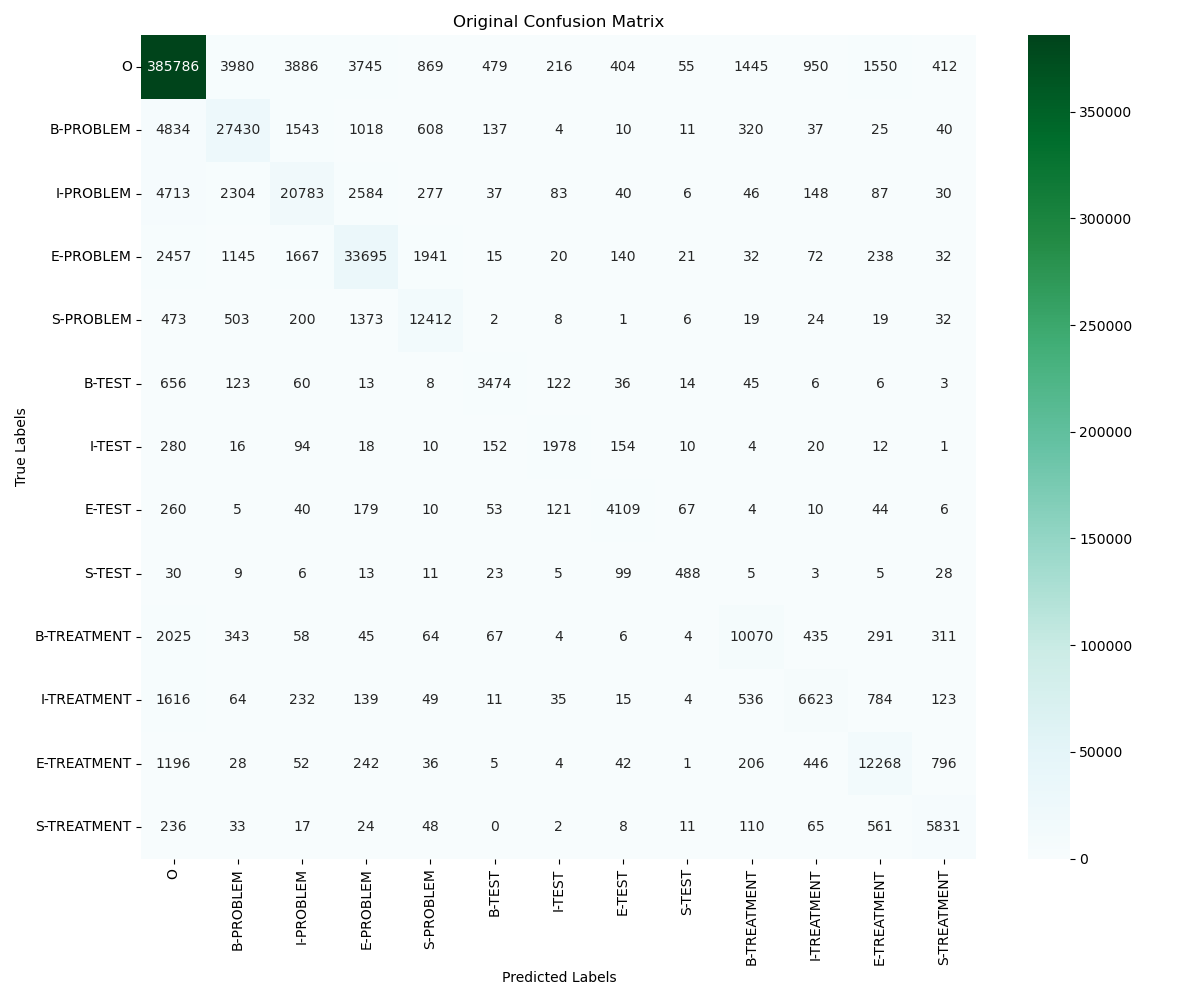 Original Confusion Matrix
O 385786 3980 3886 3745 869 479 216 404 55 1445 950 1550 412
B-PROBLEM 4834 27430 1543 1018 608 137 4 10 11 320 37 25 40
I-PROBLEM 4713 2304 20783 2584 277 37 83 40 6 46 148 87 30
E-PROBLEM 2457 1145 1667 33695 1941 15 20 140 21 32 72 238 32
S-PROBLEM 473 503 200 1373 12412 2 8 1 6 19 24 19 32
B-TEST 656 123 60 13 8 3474 122 36 14 45 6 6 3
I-TEST 280 16 94 18 10 152 1978 154 10 4 20 12 1
E-TEST 260 5 40 179 10 53 121 4109 67 4 10 44 6
S-TEST 30 9 6 13 11 23 5 99 488 5 3 5 28
B-TREATMENT 2025 343 58 45 64 67 4 6 4 10070 435 291 311
I-TREATMENT 1616 64 232 139 49 11 35 15 4 536 6623 784 123
E-TREATMENT 1196 28 52 242 36 5 4 42 1 206 446 12268 796
S-TREATMENT 236 33 17 24 48 0 2 8 11 110 65 561 5831
O B-PROBLEM I-PROBLEM E-PROBLEM S-PROBLEM B-TEST I-TEST E-TEST S-TEST B-TREATMENT I-TREATMENT E-TREATMENT S-TREATMENT
Predicted Labels
True Labels
350000
300000
250000
200000
150000
100000
50000
0